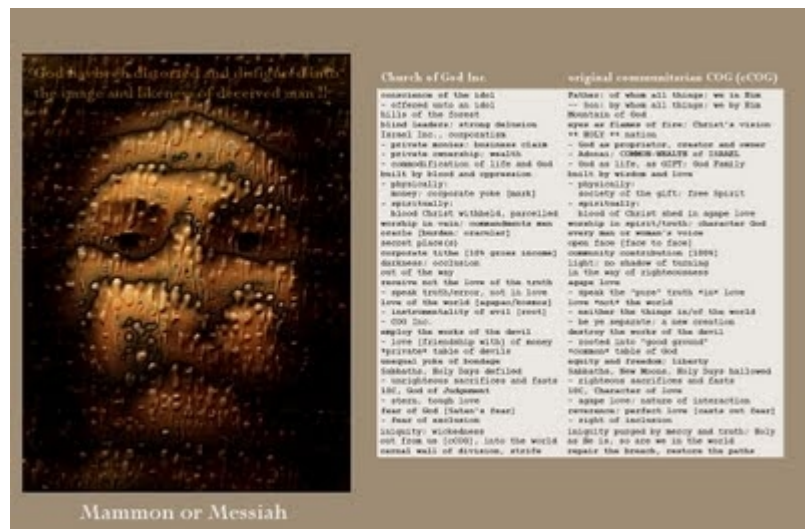 "God hath been distorted and disfigured into
the image and likeness of deceived man !!"
Mammon or Messiah
Church of God Inc.
conscience of the idol
- offered unto an idol
hills of the forest
blind leaders: strong delusion
Israel Inc., corporatism
- private monies: business claim
- private ownership: wealth
- commodification of life and God
built by blood and oppression
- physically:
money: corporate yoke [mark]
- spiritually:
blood Christ withheld, parcelled
worship in vain: commandments men
oracle [burden: oracular]
secret place(s)
corporate tithe [10% gross income]
darkness: occlusion
out of the way
receive not the love of the truth
- speak truth/error, not in love
love of the world [agapao/kosmos]
- instrumentality of evil [root]
- COG Inc.
employ the works of the devil
- love [friendship with] of money
*private* table of devils
unequal yoke of bondage
Sabbaths, Holy Days defiled
- unrighteous sacrifices and fasts
LOC, God of Judgement
- stern, tough love
fear of God [Satan's fear]
- fear of exclusion
iniquity: wickedness
out from us [cCOG], into the world
carnal wall of division, strife
original communitarian COG (cCOG)
Father: of whom all things; we in Him
-- Son: by whom all things; we by Him
Mountain of God
eyes as flames of fire: Christ's vision
** HOLY ** nation
- God as proprietor, creator and owner
- Adonai: COMMON-WEALTH of ISRAEL
- God as life, as GIFT: God Family
built by wisdom and love
- physically:
society of the gift: free Spirit
- spiritually:
blood of Christ shed in agape love
worship in spirit/truth: character God
every man or woman's voice
open face [face to face]
community contribution [100%]
light: no shadow of turning
in the way of righteousness
agape love
- speak the "pure" truth *in* love
love *not* the world
- neither the things in/of the world
- be ye separate: a new creation
destroy the works of the devil
- rooted into "good ground"
*common* table of God
equity and freedom: liberty
Sabbaths, New Moons, Holy Days hallowed
- righteous sacrifices and fasts
LOC, Character of love
- agape love: nature of interaction
reverance: perfect love [casts out fear]
- right of inclusion
iniquity purged by mercy and truth: Holy
as He is, so are we in the world
repair the breach, restore the paths